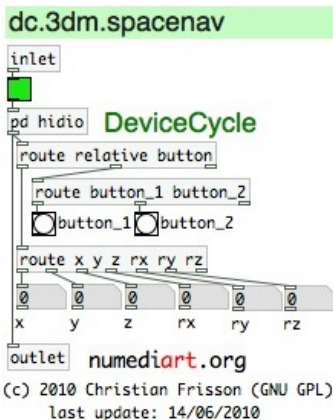 dc.3dm.spacenav
inlet
pd hidio
DeviceCycle
route relative button
route button_1 button_2
button_1 button_2
route x y z rx ry rz
0 0 0 0 0 0
x y z rx ry rz
outlet
numediart.org
(c) 2010 Christian Frisson (GNU GPL)
last update: 14/06/2010